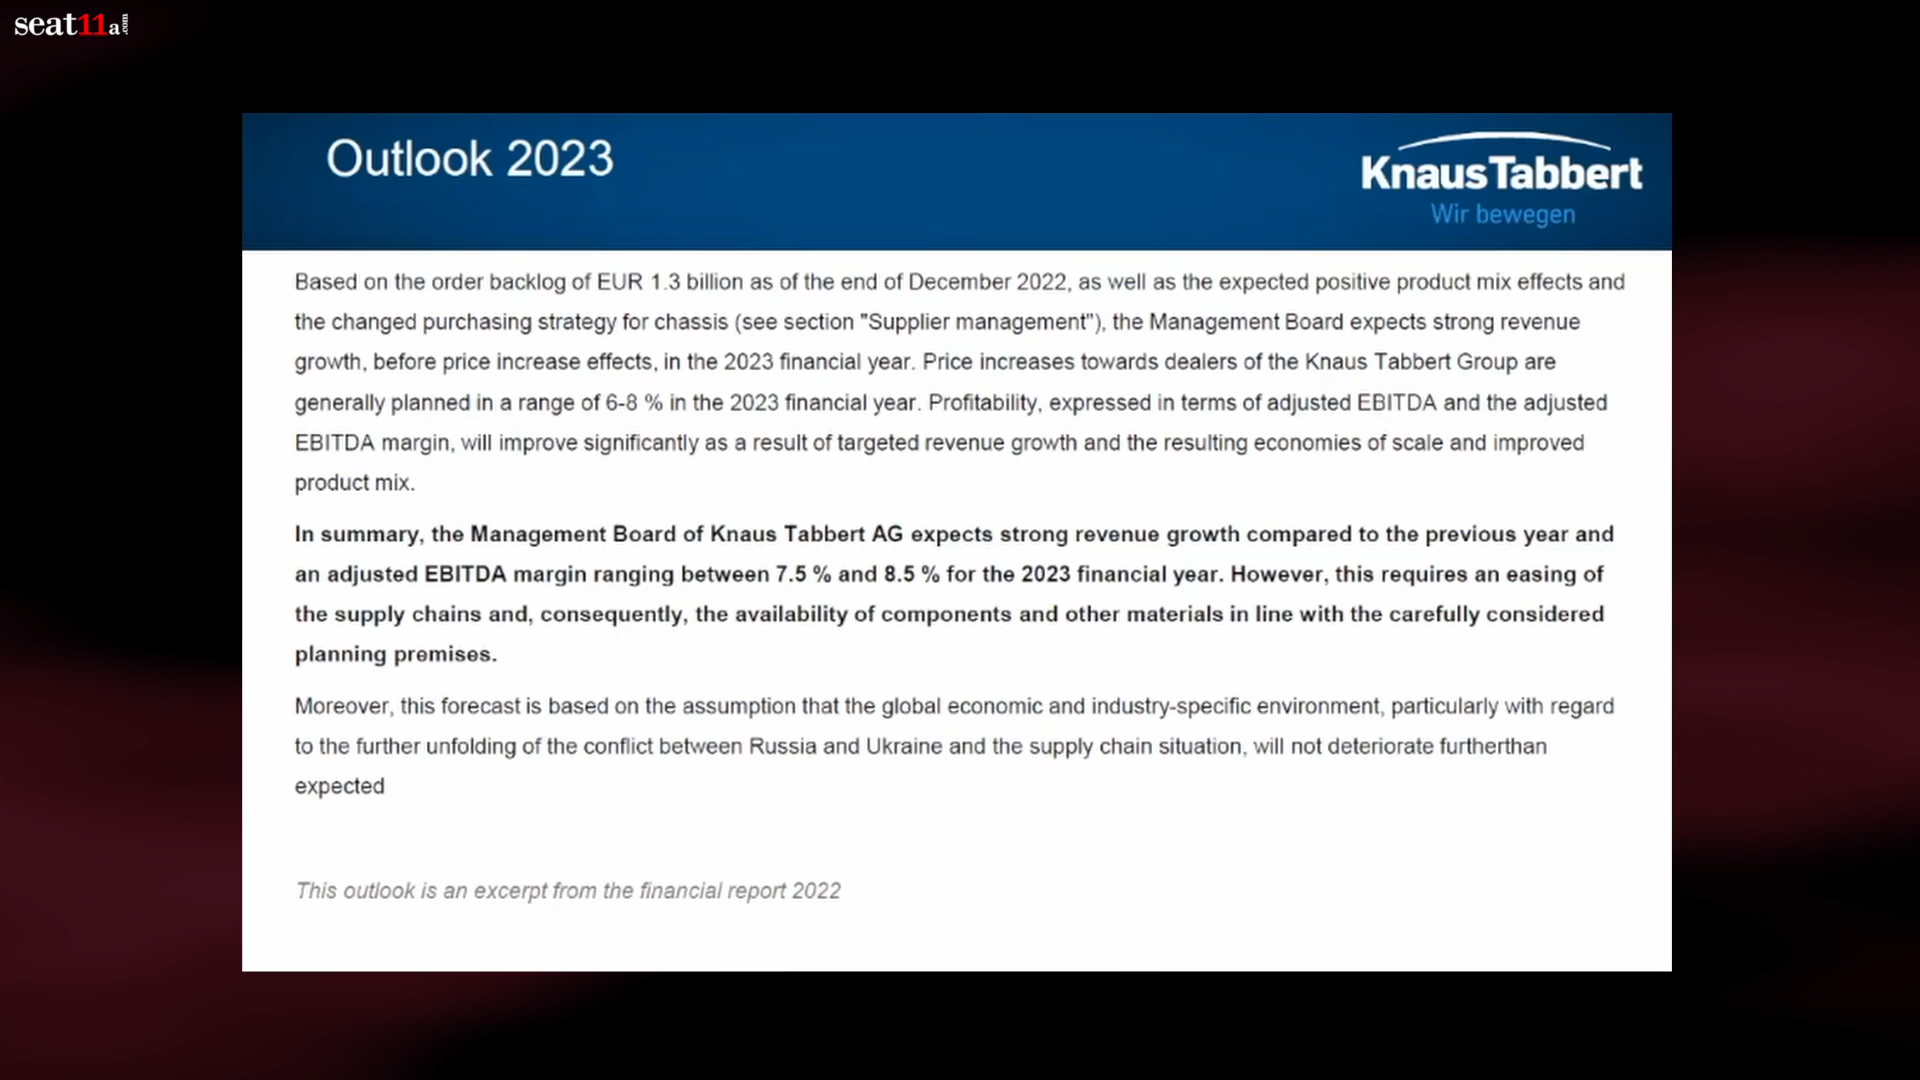 seat11a.com
Outlook 2023
KnausTabbert
Wir bewegen
Based on the order backlog of EUR 1.3 billion as of the end of December 2022, as well as the expected positive product mix effects and
the changed purchasing strategy for chassis (see section "Supplier management"), the Management Board expects strong revenue
growth, before price increase effects, in the 2023 financial year. Price increases towards dealers of the Knaus Tabbert Group are
generally planned in a range of 6-8 % in the 2023 financial year. Profitability, expressed in terms of adjusted EBITDA and the adjusted
EBITDA margin, will improve significantly as a result of targeted revenue growth and the resulting economies of scale and improved
product mix.
In summary, the Management Board of Knaus Tabbert AG expects strong revenue growth compared to the previous year and
an adjusted EBITDA margin ranging between 7.5 % and 8.5 % for the 2023 financial year. However, this requires an easing of
the supply chains and, consequently, the availability of components and other materials in line with the carefully considered
planning premises.
Moreover, this forecast is based on the assumption that the global economic and industry-specific environment, particularly with regard
to the further unfolding of the conflict between Russia and Ukraine and the supply chain situation, will not deteriorate furtherthan
expected
This outlook is an excerpt from the financial report 2022